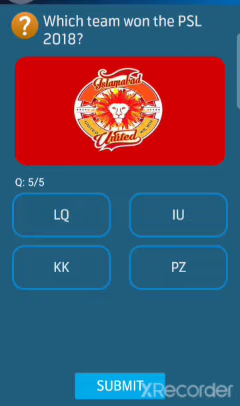 Which team won the PSL
2018?
Islamabad
United
Q: 5/5
LQ
IU
KK
PZ
SUBMIT
XRecorder